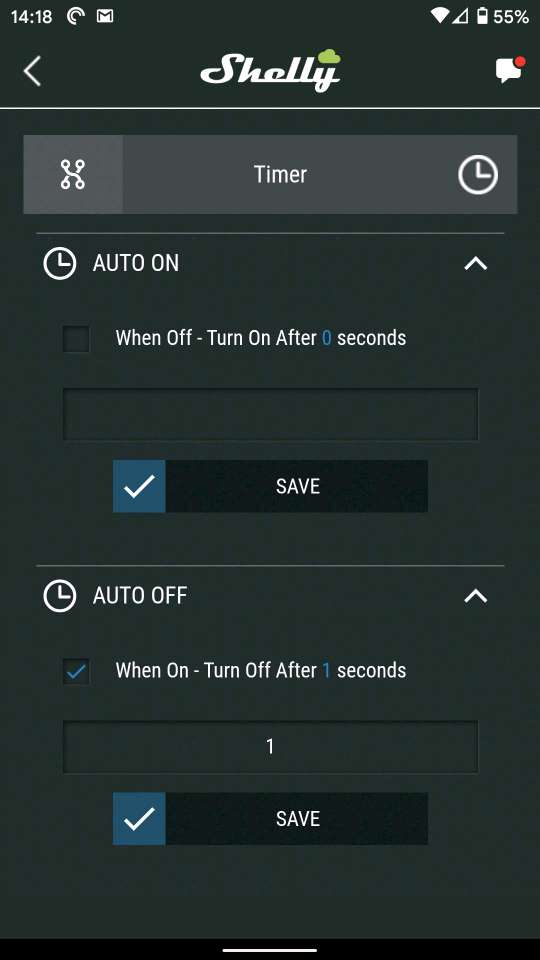 14:18 55%
Shelly
Timer
AUTO ON
When Off - Turn On After 0 seconds
SAVE
AUTO OFF
When On - Turn Off After 1 seconds
1
SAVE